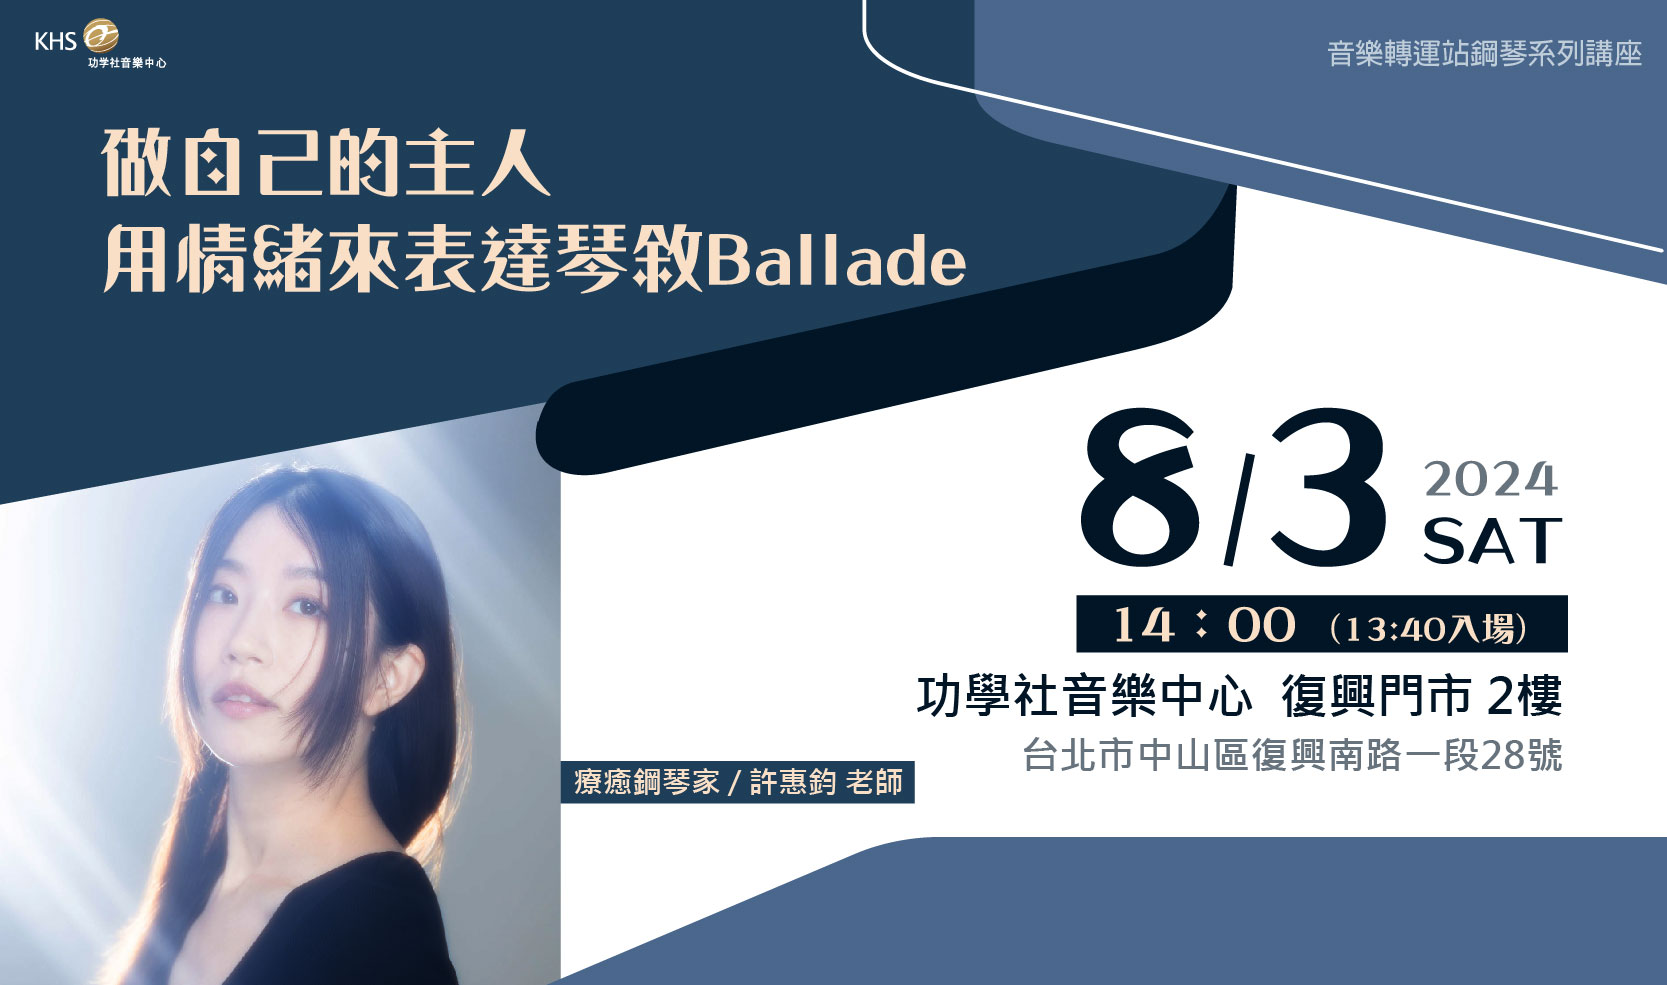 KHS
功学社音樂中心
音樂轉運站鋼琴系列講座
做自己的主人
用情緒來表達琴敘Ballade
8/3
2024
SAT
14：00 （13:40入場）
功學社音樂中心 復興門市 2樓
台北市中山區復興南路一段28號
療癒鋼琴家 / 許惠鈞 老師